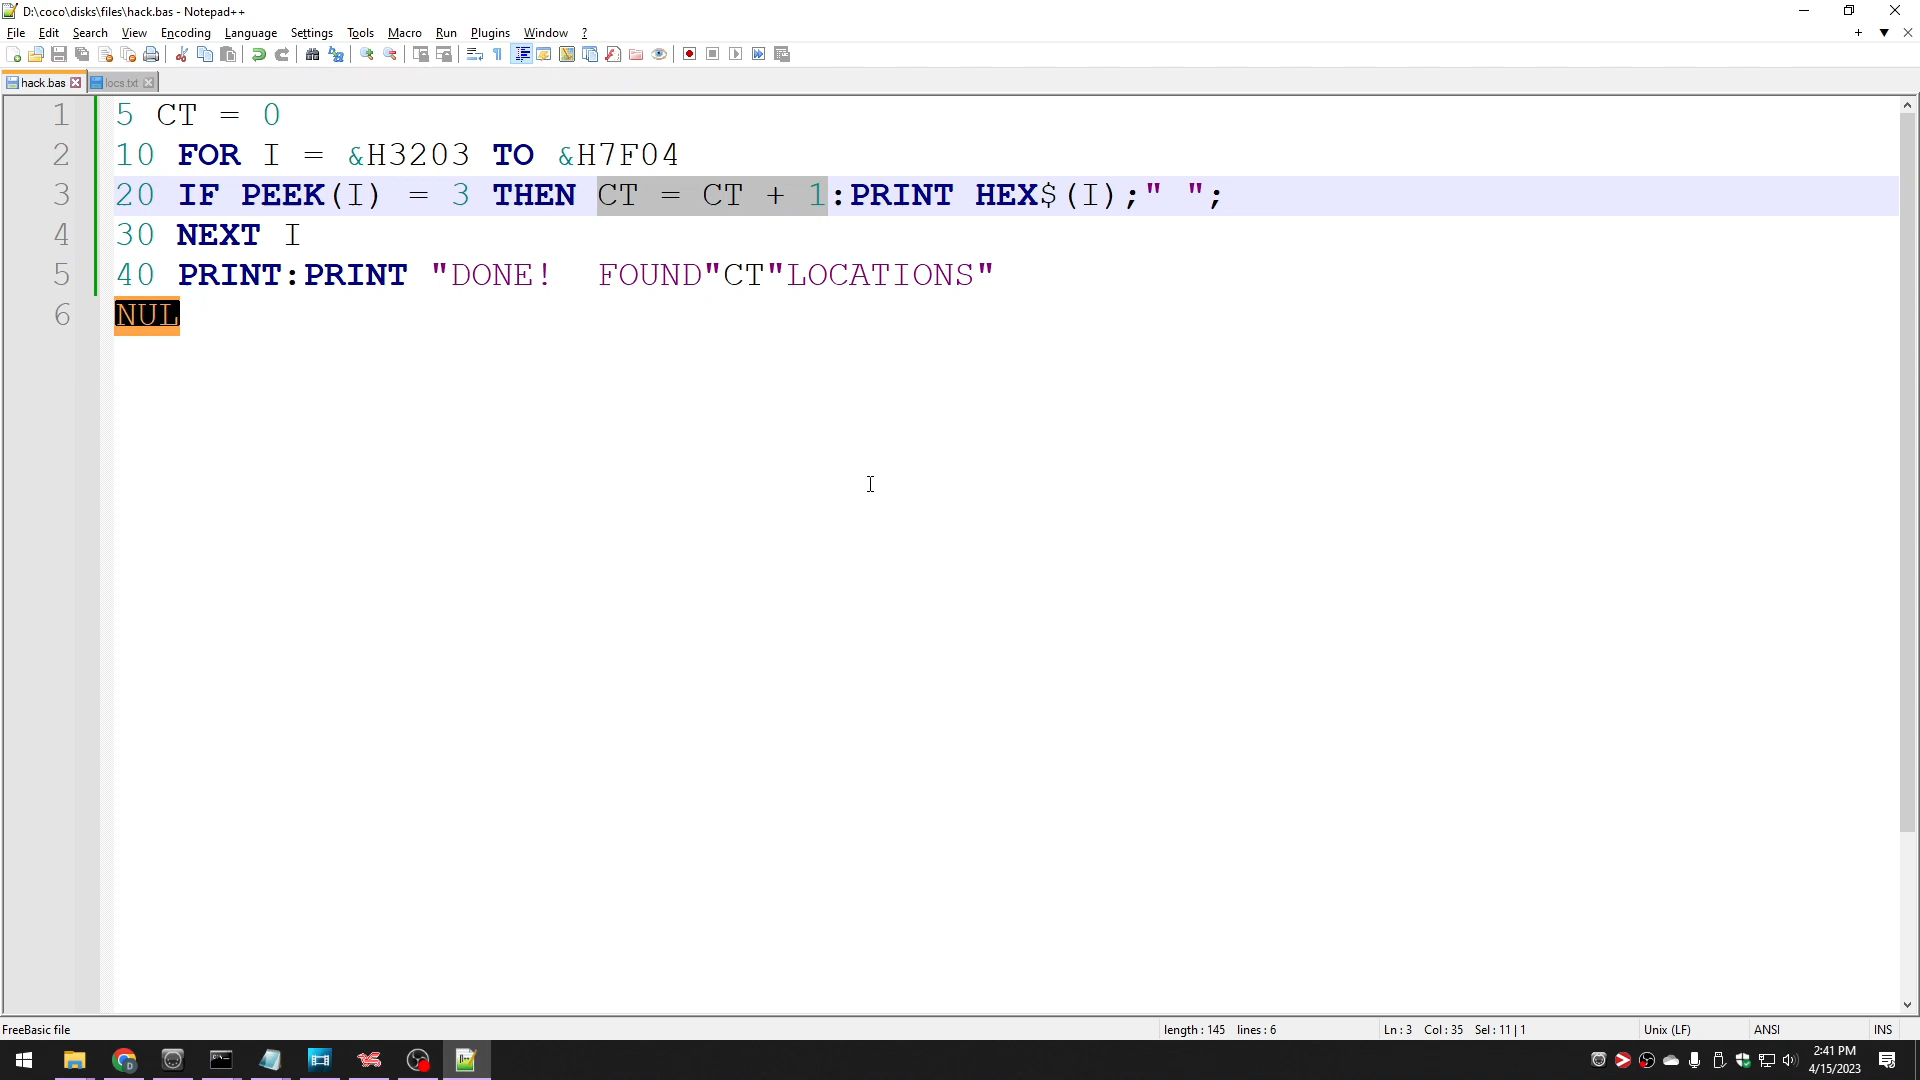 D:\coco\disks\files\hack.bas - Notepad++
File Edit Search View Encoding Language Settings Tools Macro Run Plugins Window ?
hack.bas locs.txt
1 5 CT = 0
2 10 FOR I = &H3203 TO &H7F04
3 20 IF PEEK(I) = 3 THEN CT = CT + 1:PRINT HEX$(I);" ";
4 30 NEXT I
5 40 PRINT:PRINT "DONE!  FOUND"CT"LOCATIONS"
6 NUL
FreeBasic file length : 145 lines : 6 Ln : 3 Col : 35 Sel : 11 | 1 Unix (LF) ANSI INS
2:41 PM
4/15/2023